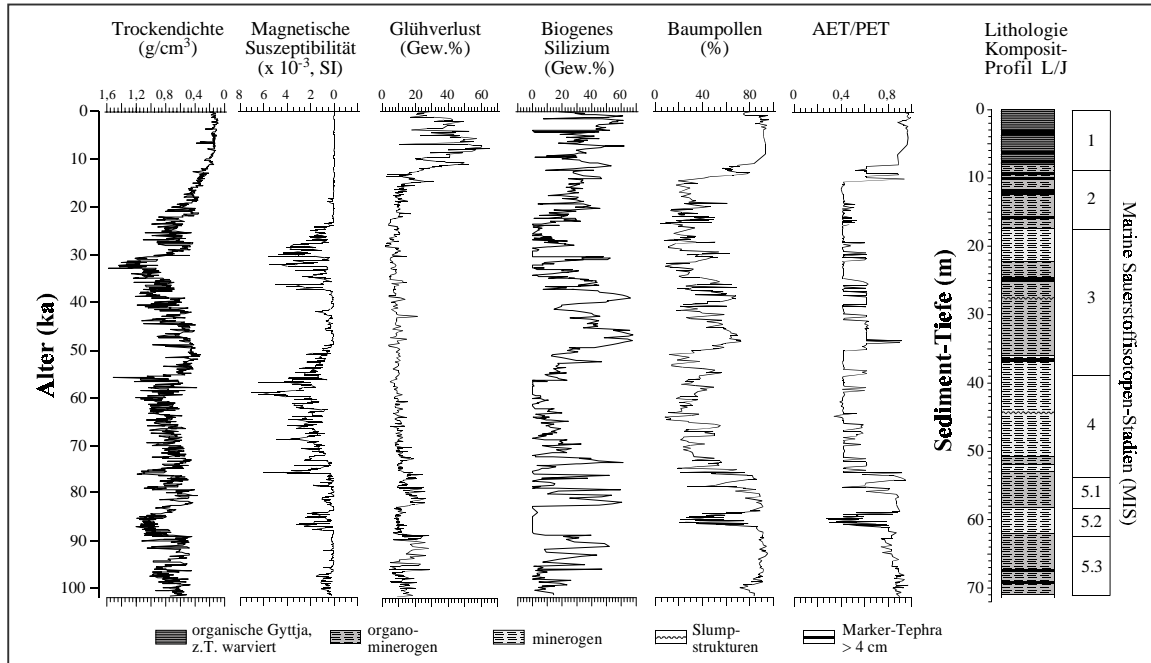 Trockendichte
(g/cm³)
Magnetische
Suszeptibilität
(x 10⁻³, SI)
Glühverlust
(Gew.%)
Biogenes
Silizium
(Gew.%)
Baumpollen
(%)
AET/PET
Lithologie
Komposit-
Profil L/J
1,6 1,2 0,8 0,4 0
8 6 4 2 0
0 20 40 60
0 20 40 60
0 40 80
0 0,4 0,8
Alter (ka)
0
10
20
30
40
50
60
70
80
90
100
Sediment-Tiefe (m)
0
10
20
30
40
50
60
70
1
2
3
4
5.1
5.2
5.3
Marine Sauerstoffisotopen-Stadien (MIS)
organische Gyttja,
z.T. warviert
organo-
minerogen
minerogen
Slump-
strukturen
Marker-Tephra
> 4 cm